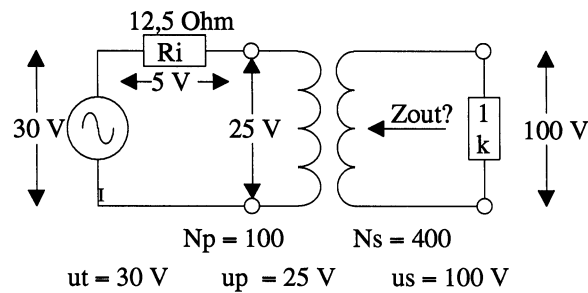 12,5 Ohm
Ri
5 V
30 V
25 V
Zout?
1
k
100 V
I
Np = 100
Ns = 400
ut = 30 V
up = 25 V
us = 100 V